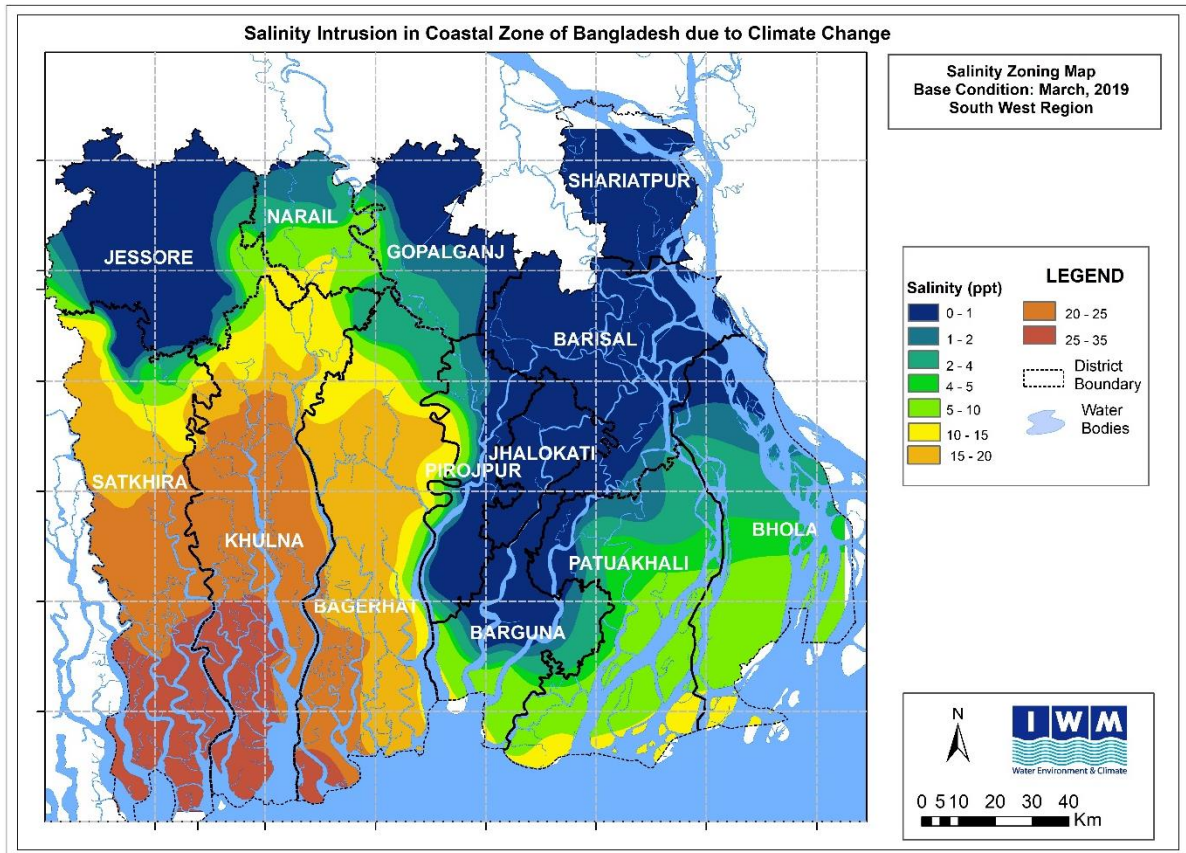 Salinity Intrusion in Coastal Zone of Bangladesh due to Climate Change
Salinity Zoning Map
Base Condition: March, 2019
South West Region
SHARIATPUR
NARAIL
JESSORE
GOPALGANJ
BARISAL
JHALOKATI
PIROJPUR
SATKHIRA
KHULNA
BHOLA
PATUAKHALI
BAGERHAT
BARGUNA
LEGEND
Salinity (ppt)
0 - 1
1 - 2
2 - 4
4 - 5
5 - 10
10 - 15
15 - 20
20 - 25
25 - 35
District
Boundary
Water
Bodies
N
IWM
Water Environment & Climate
0 5 10 20 30 40
Km